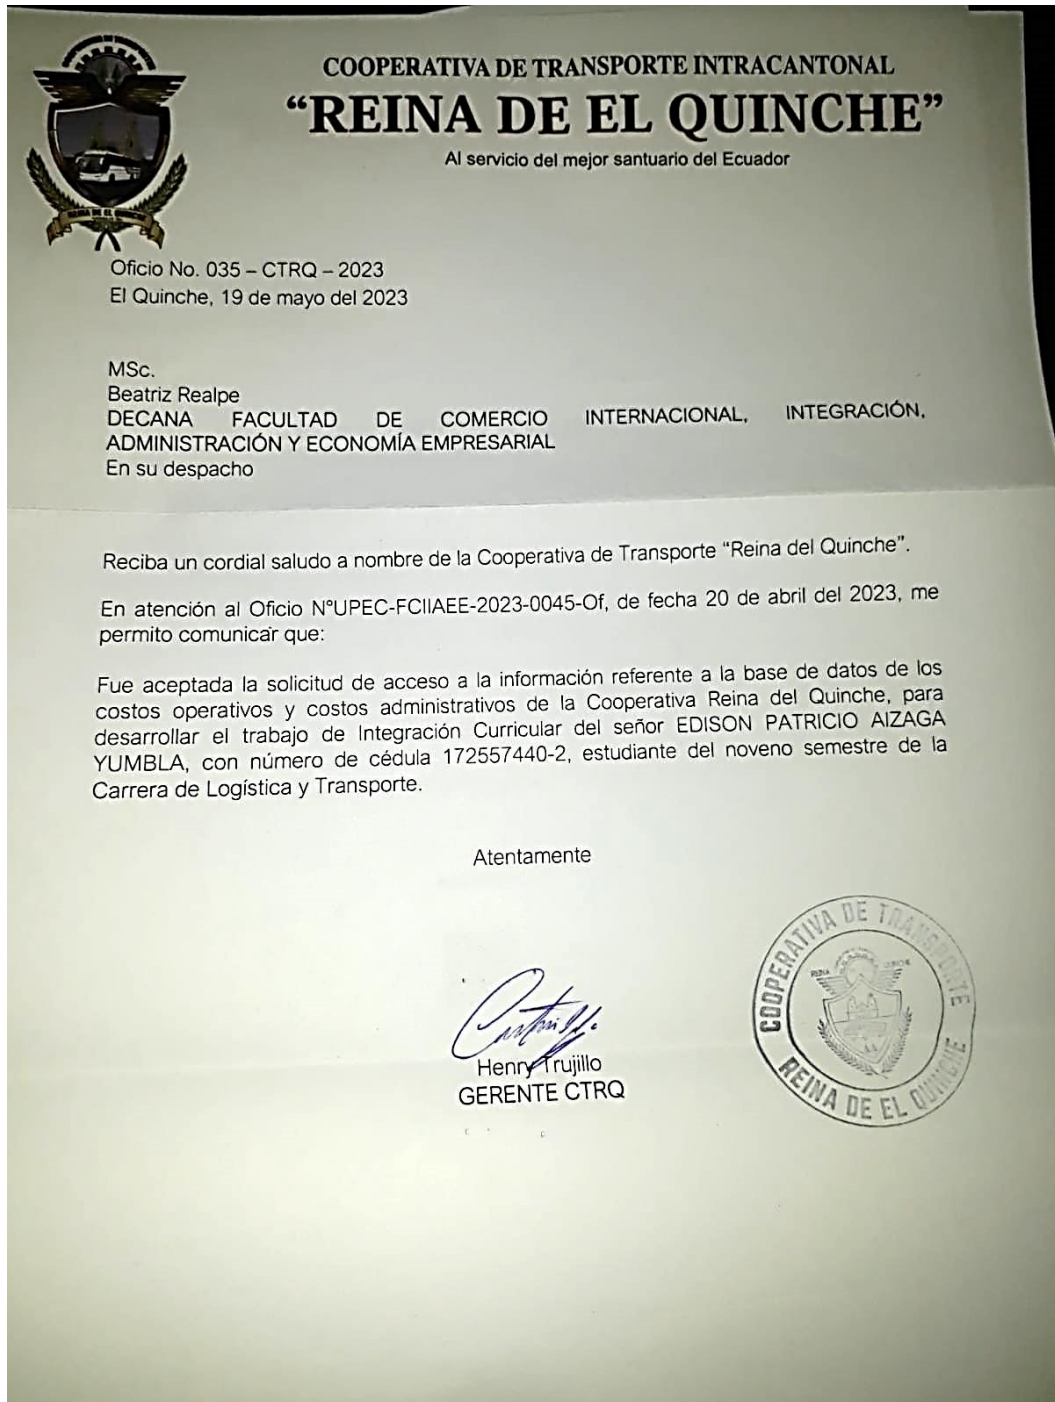 COOPERATIVA DE TRANSPORTE INTRACANTONAL
“REINA DE EL QUINCHE”
Al servicio del mejor santuario del Ecuador
REINA DE EL QUINCHE
Oficio No. 035 – CTRQ – 2023
El Quinche, 19 de mayo del 2023
MSc.
Beatriz Realpe
DECANA FACULTAD DE COMERCIO INTERNACIONAL, INTEGRACIÓN,
ADMINISTRACIÓN Y ECONOMÍA EMPRESARIAL
En su despacho
Reciba un cordial saludo a nombre de la Cooperativa de Transporte “Reina del Quinche”.
En atención al Oficio N°UPEC-FCIIAEE-2023-0045-Of, de fecha 20 de abril del 2023, me
permito comunicar que:
Fue aceptada la solicitud de acceso a la información referente a la base de datos de los
costos operativos y costos administrativos de la Cooperativa Reina del Quinche, para
desarrollar el trabajo de Integración Curricular del señor EDISON PATRICIO AIZAGA
YUMBLA, con número de cédula 172557440-2, estudiante del noveno semestre de la
Carrera de Logística y Transporte.
Atentamente
Henry Trujillo
GERENTE CTRQ
COOPERATIVA DE TRANSPORTE
REINA DE EL QUINCHE